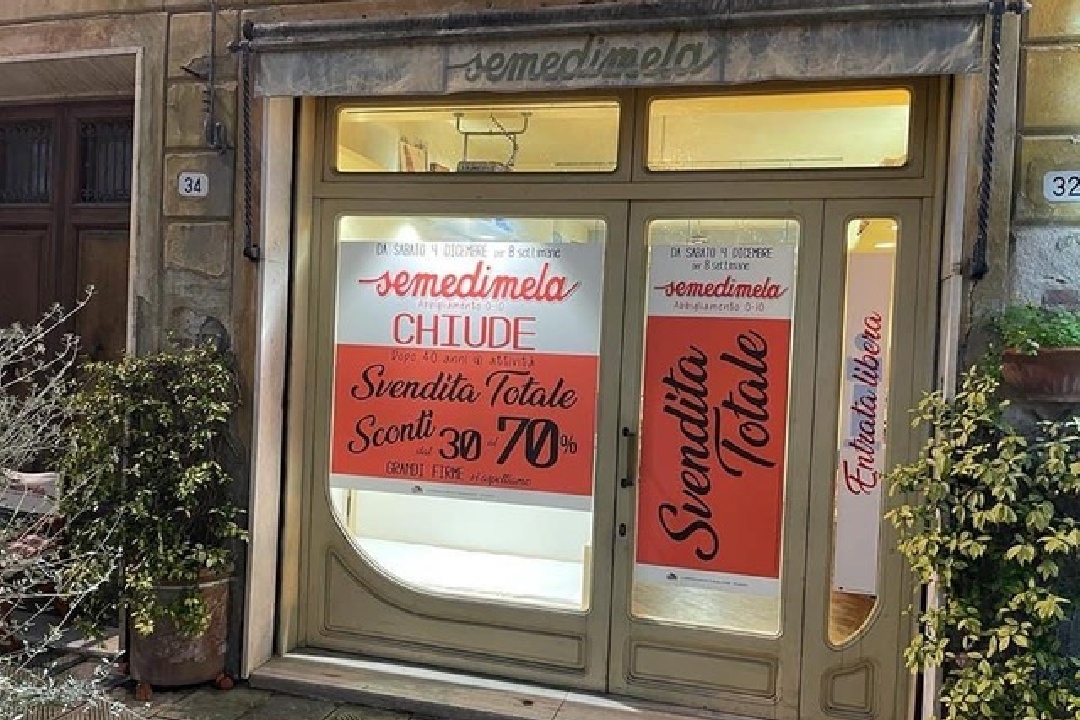 semedimela
34
32
DA SABATO 4 DICEMBRE per 8 settimane
semedimela
Abbigliamento 0-10
CHIUDE
Dopo 40 anni di attività
Svendita Totale
Sconti dal 30 al 70%
GRANDI FIRME vi aspettiamo
DA SABATO 4 DICEMBRE
per 8 settimane
semedimela
Abbigliamento 0-10
Svendita
Totale
Entrata libera